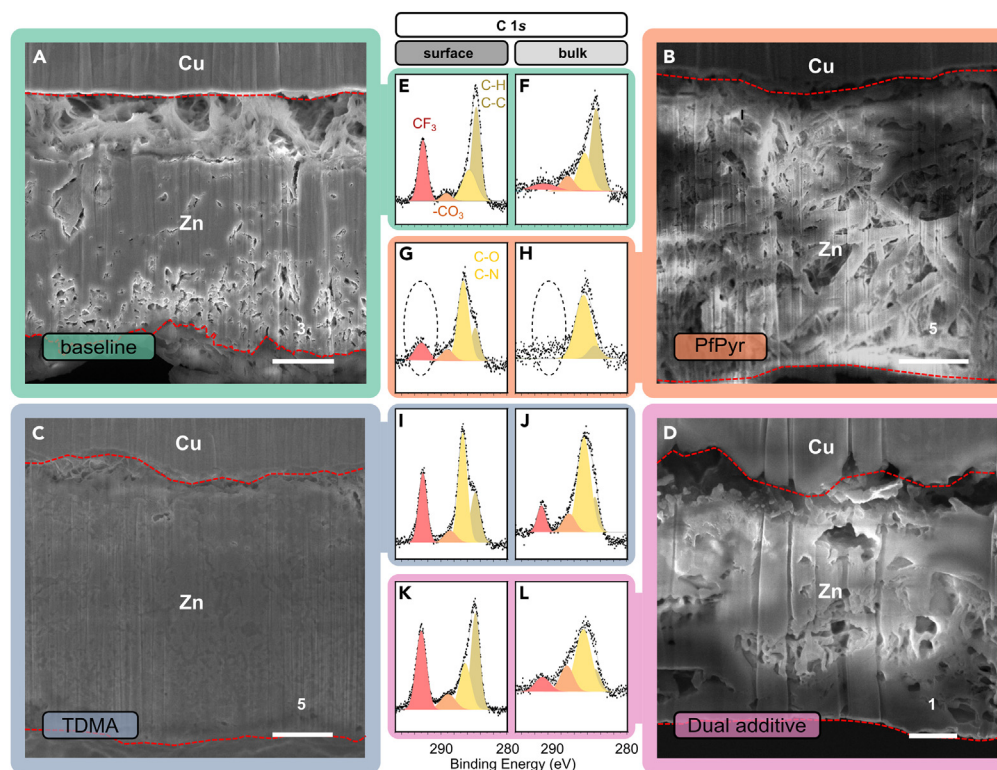 C 1s
surface
bulk
A
Cu
Zn
3
baseline
B
Cu
Zn
5
PfPyr
C
Cu
Zn
5
TDMA
D
Cu
Zn
1
Dual additive
E
CF3
C-H
C-C
-CO3
F
G
C-O
C-N
H
I
J
K
L
290
280
290
280
Binding Energy (eV)